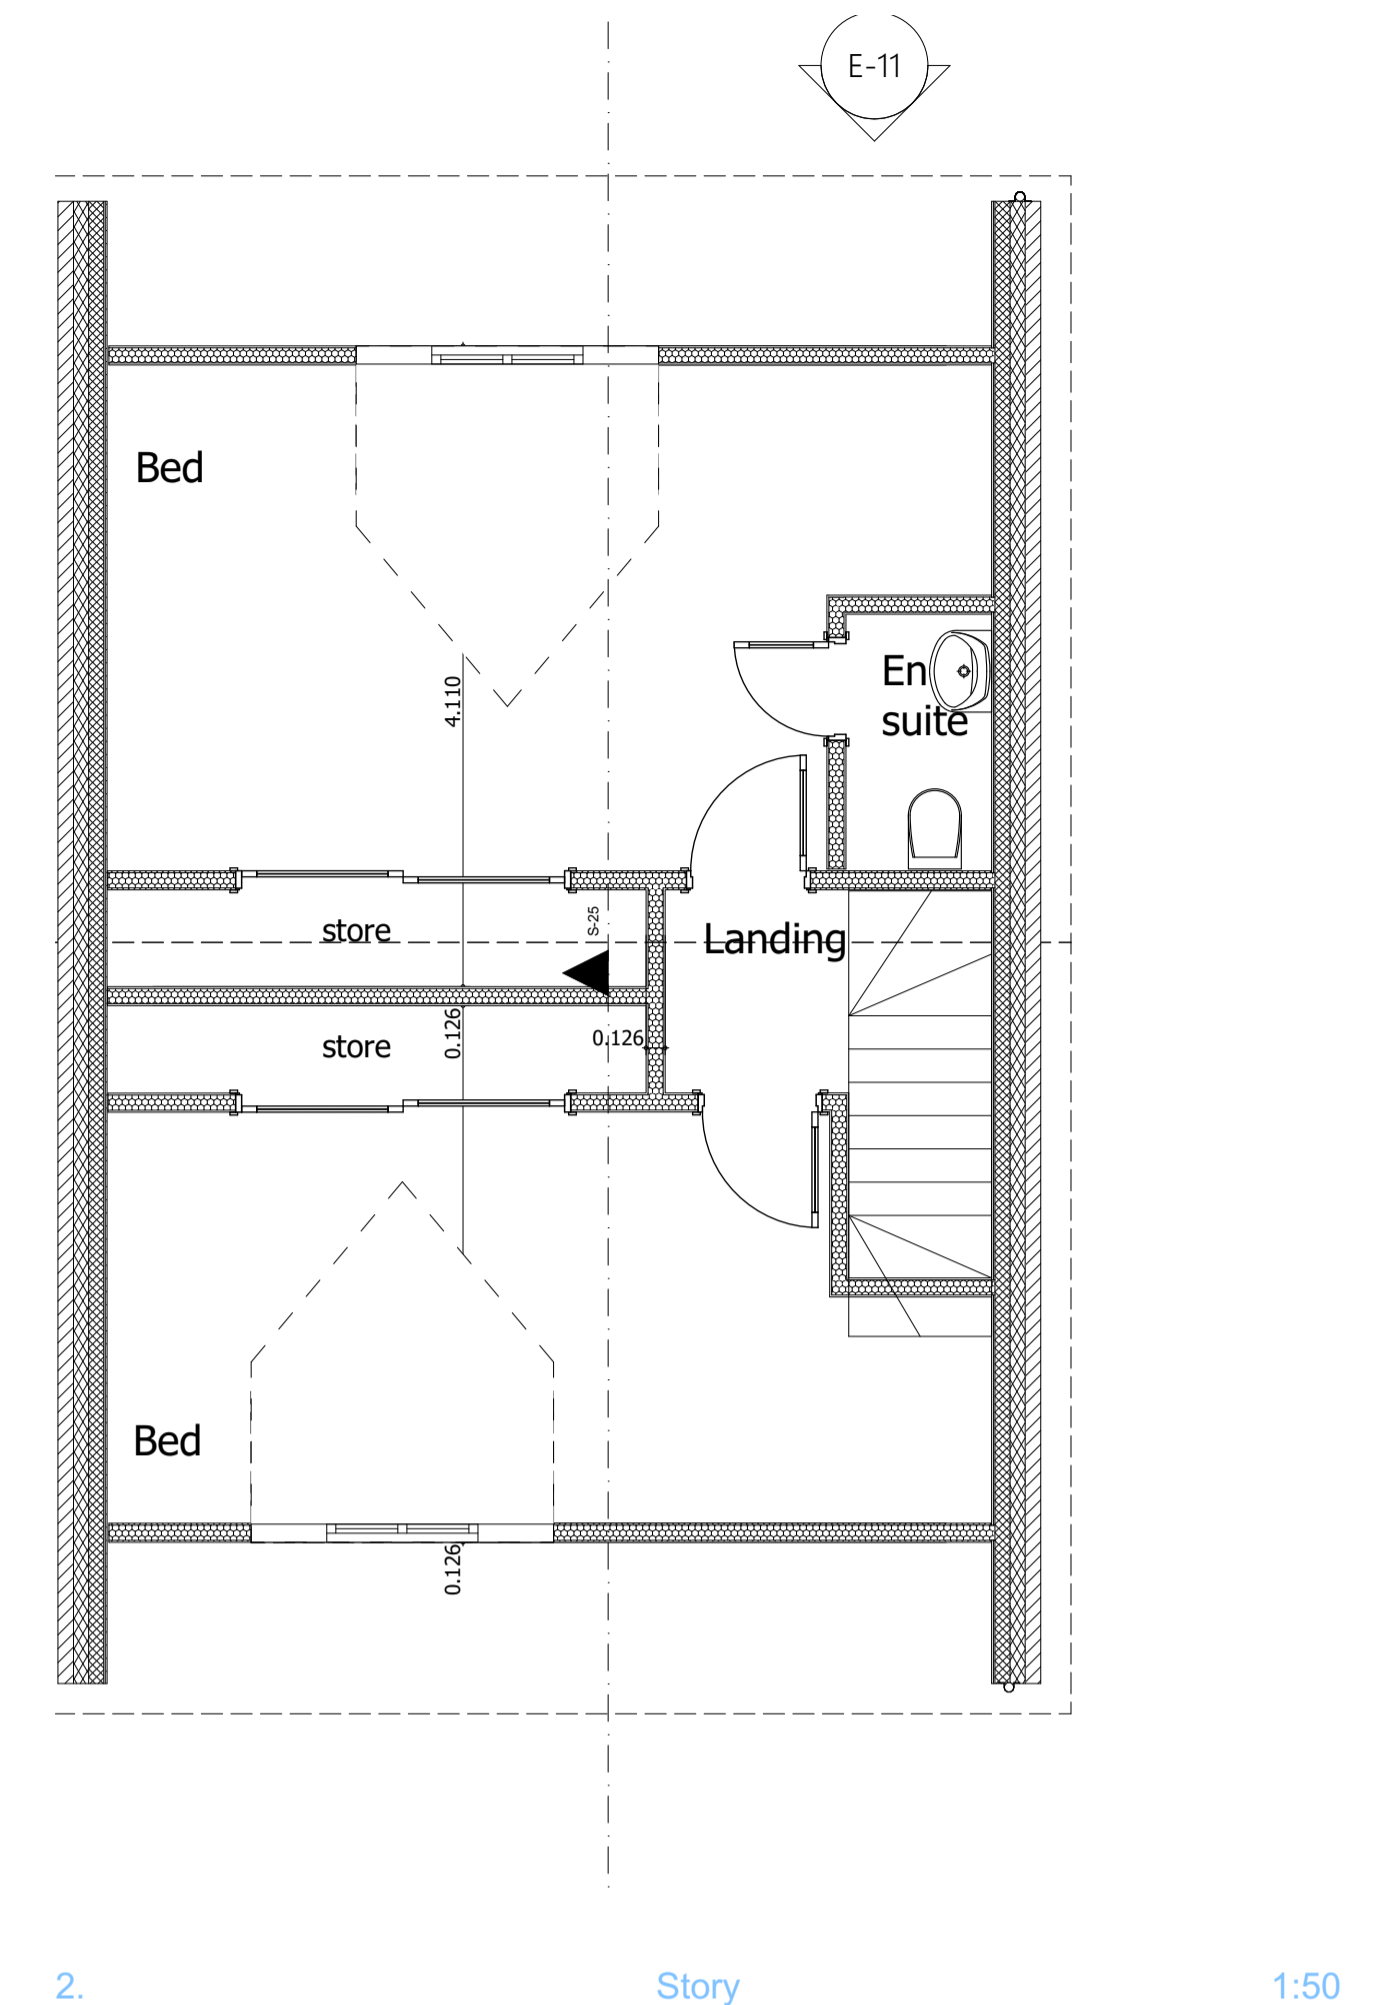 E-11
Bed
En
suite
4.110
store
S-25
Landing
store
0.126
0.126
Bed
0.126
2.
Story
1:50